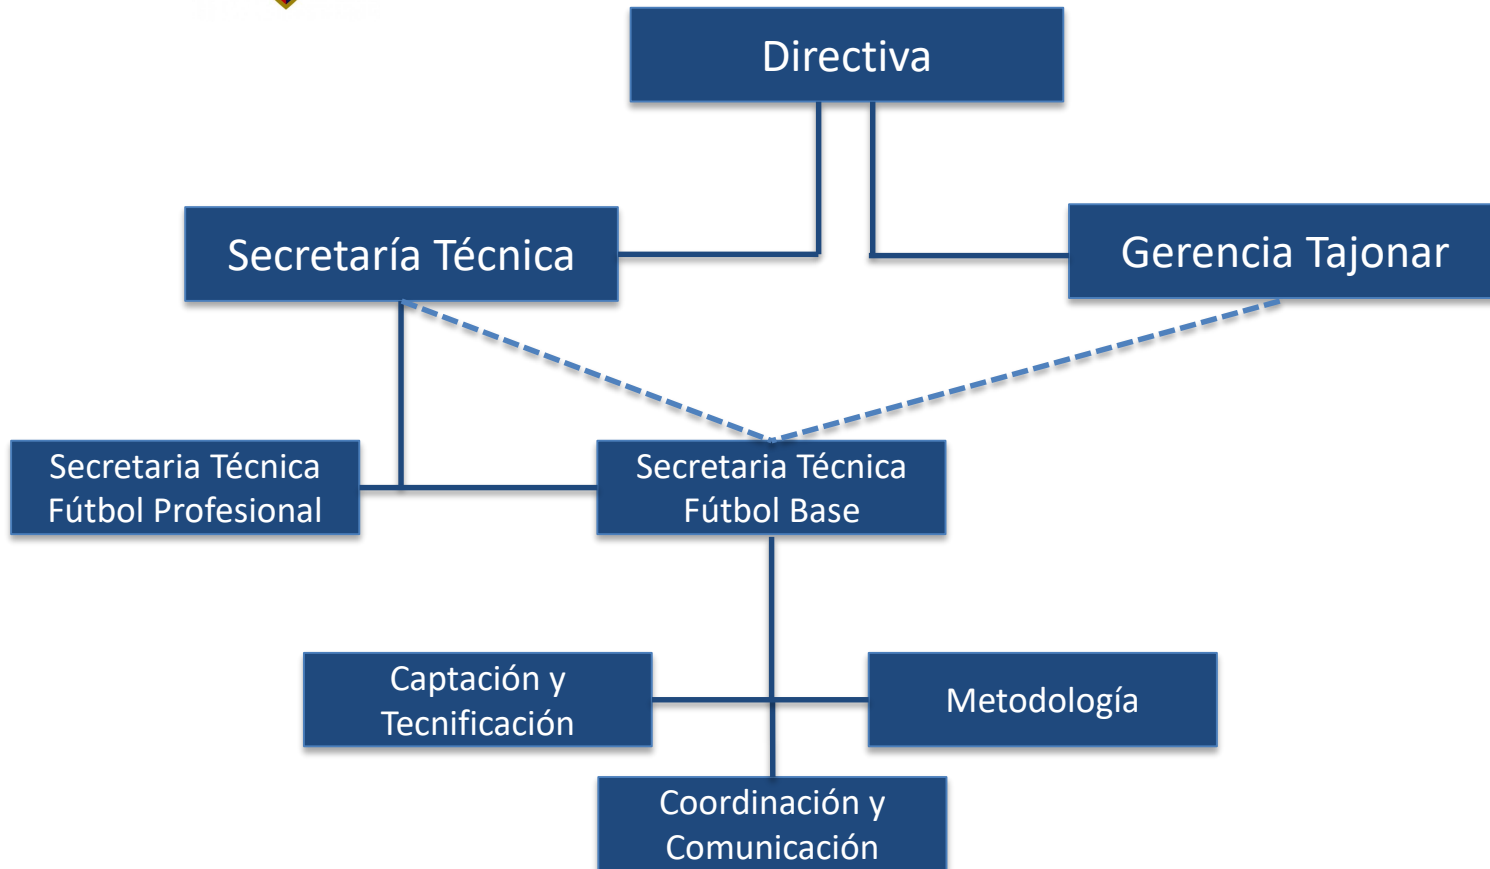 Directiva
Secretaría Técnica
Gerencia Tajonar
Secretaria Técnica
Fútbol Profesional
Secretaria Técnica
Fútbol Base
Captación y
Tecnificación
Metodología
Coordinación y
Comunicación